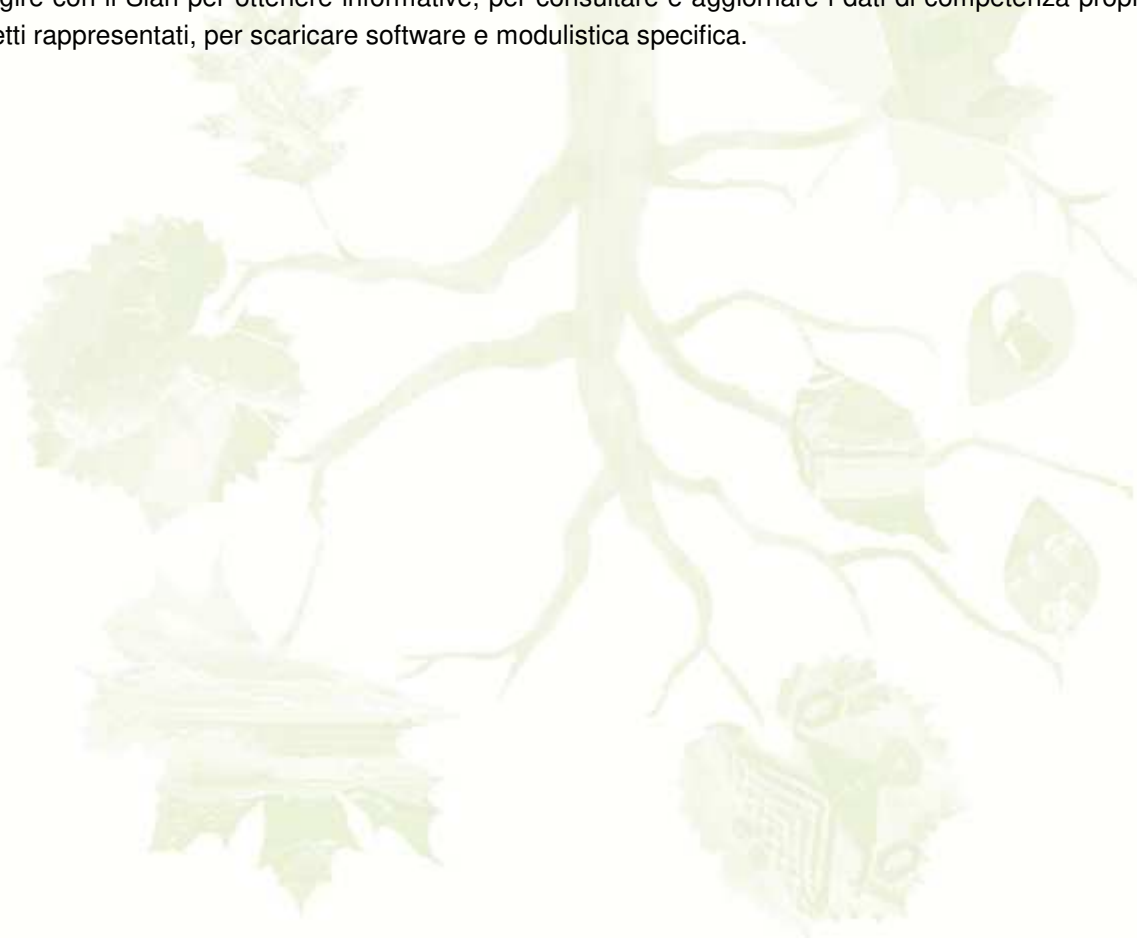 gire con il Sian per ottenere informative, per consultare e aggiornare i dati di competenza propri
etti rappresentati, per scaricare software e modulistica specifica.